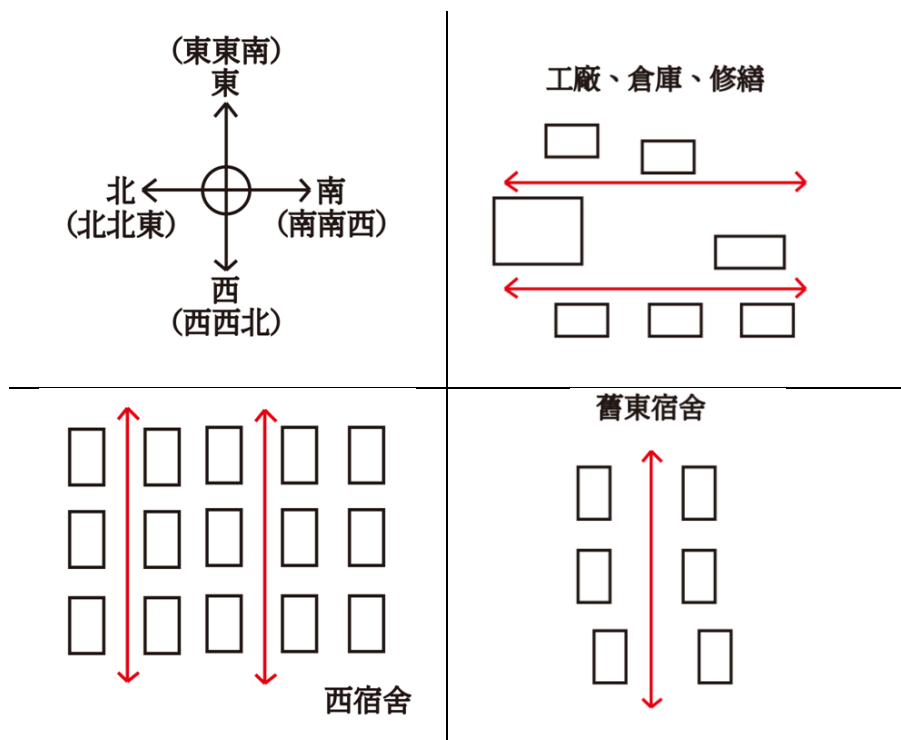 (東東南)
東
北
(北北東)
南
(南南西)
西
(西西北)
工廠、倉庫、修繕
西宿舍
舊東宿舍